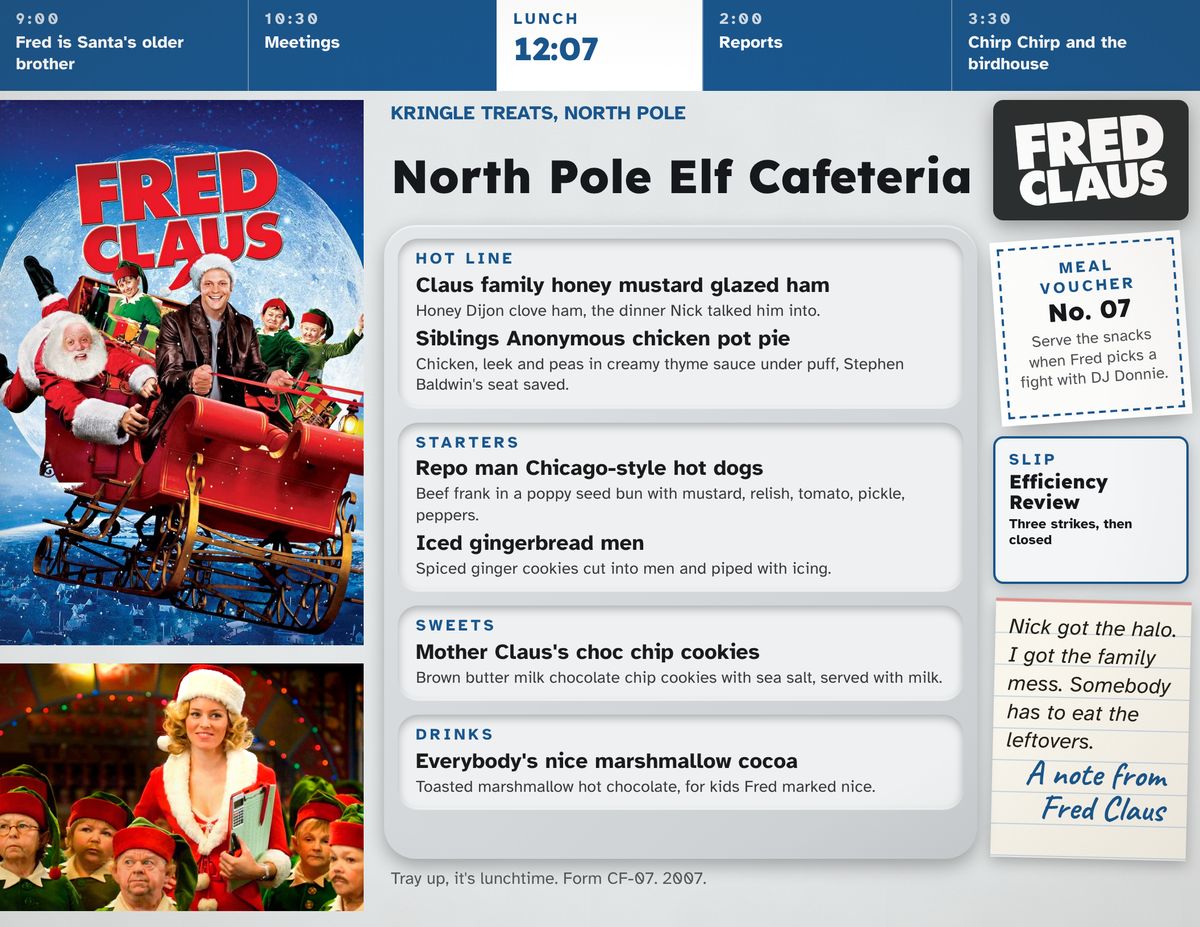 9:00
Fred is Santa's older
brother
10:30
Meetings
LUNCH
12:07
2:00
Reports
3:30
Chirp Chirp and the
birdhouse
FRED
CLAUS
KRINGLE TREATS, NORTH POLE
North Pole Elf Cafeteria
HOT LINE
Claus family honey mustard glazed ham
Honey Dijon clove ham, the dinner Nick talked him into.
Siblings Anonymous chicken pot pie
Chicken, leek and peas in creamy thyme sauce under puff, Stephen
Baldwin's seat saved.
STARTERS
Repo man Chicago-style hot dogs
Beef frank in a poppy seed bun with mustard, relish, tomato, pickle,
peppers.
Iced gingerbread men
Spiced ginger cookies cut into men and piped with icing.
SWEETS
Mother Claus's choc chip cookies
Brown butter milk chocolate chip cookies with sea salt, served with milk.
DRINKS
Everybody's nice marshmallow cocoa
Toasted marshmallow hot chocolate, for kids Fred marked nice.
Tray up, it's lunchtime. Form CF-07. 2007.
FRED
CLAUS
MEAL
VOUCHER
No. 07
Serve the snacks
when Fred picks a
fight with DJ Donnie.
SLIP
Efficiency
Review
Three strikes, then
closed
Nick got the halo.
I got the family
mess. Somebody
has to eat the
leftovers.
A note from
Fred Claus